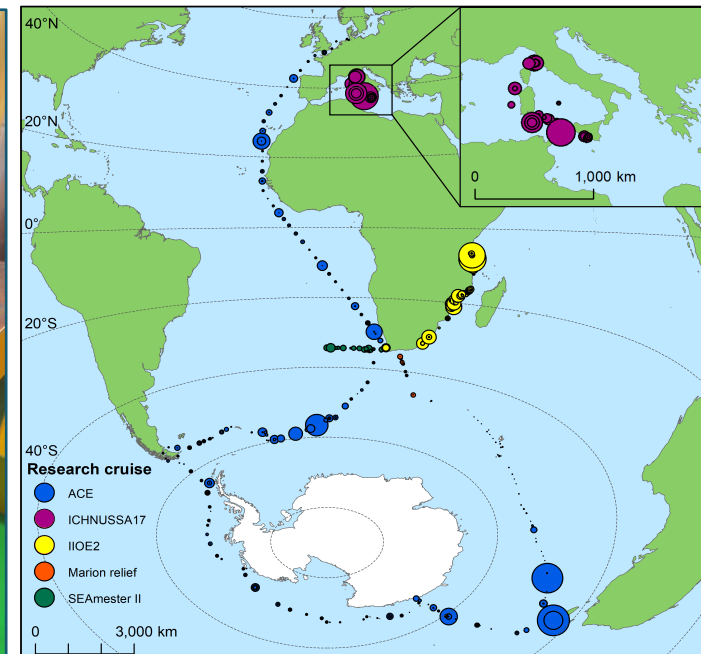 40°N
20°N
0°
20°S
40°S
0
1,000 km
Research cruise
ACE
ICHNUSSA17
IIOE2
Marion relief
SEAmester II
0
3,000 km